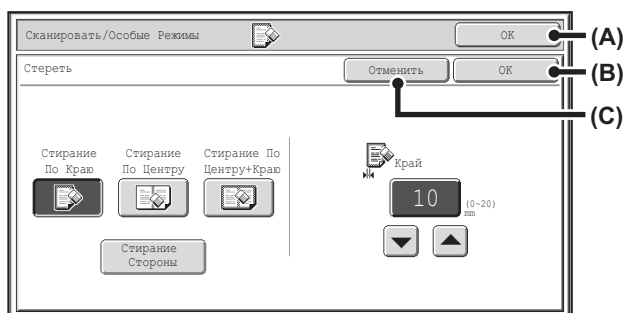 Сканировать/Особые Режимы
OK
(A)
Стереть
Отменить
OK
(B)
(C)
Стирание
По Краю
Стирание
По Центру
Стирание По
Центру+Краю
Край
10
(0~20)
mm
Стирание
Стороны